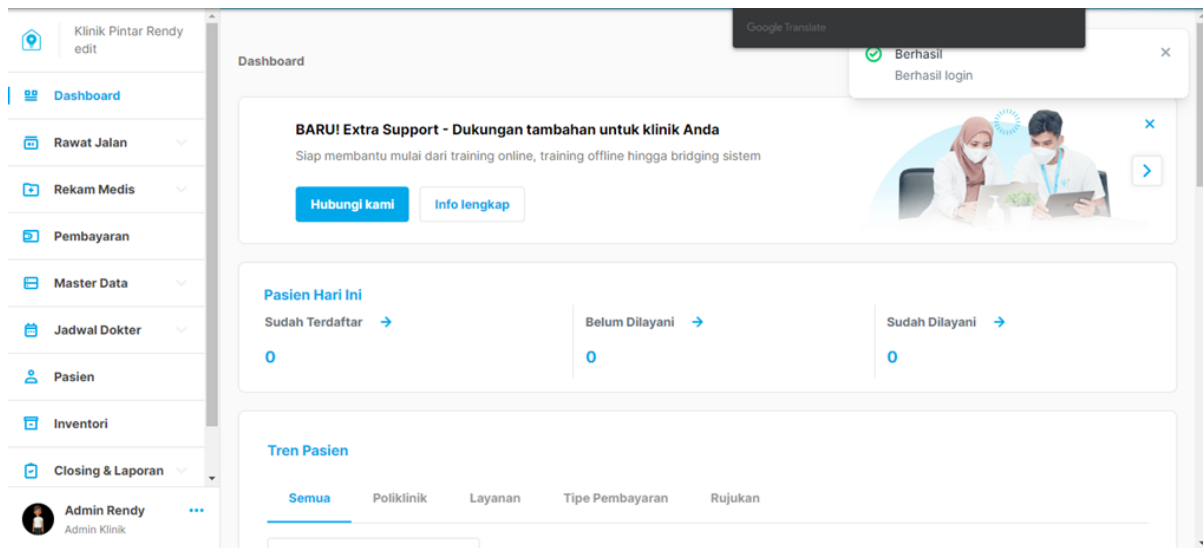 Klinik Pintar Rendy
edit
Dashboard
Rawat Jalan
Rekam Medis
Pembayaran
Master Data
Jadwal Dokter
Pasien
Inventori
Closing & Laporan
Admin Rendy
Admin Klinik
Google Translate
Berhasil
Berhasil login
Dashboard
BARU! Extra Support - Dukungan tambahan untuk klinik Anda
Siap membantu mulai dari training online, training offline hingga bridging sistem
Hubungi kami Info lengkap
Pasien Hari Ini
Sudah Terdaftar Belum Dilayani Sudah Dilayani
0 0 0
Tren Pasien
Semua Poliklinik Layanan Tipe Pembayaran Rujukan